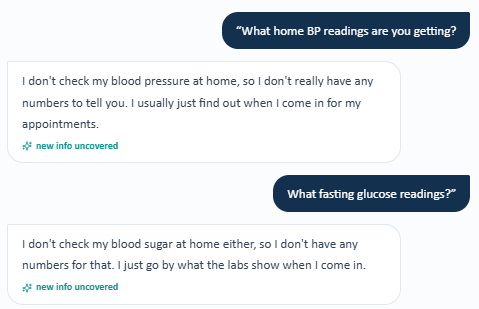 “What home BP readings are you getting?
I don't check my blood pressure at home, so I don't really have any
numbers to tell you. I usually just find out when I come in for my
appointments.
new info uncovered
What fasting glucose readings?”
I don't check my blood sugar at home either, so I don't have any
numbers for that. I just go by what the labs show when I come in.
new info uncovered